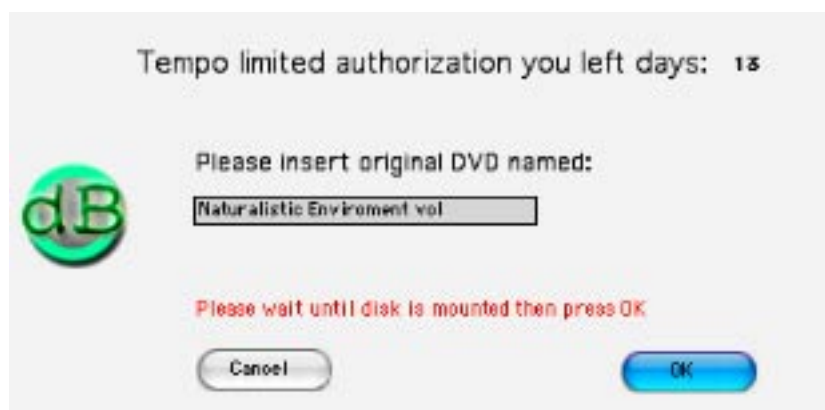 Tempo limited authorization you left days: 13
dB
Please insert original DVD named:
Naturalistic Enviroment vol
Please wait until disk is mounted then press OK
Cancel
OK